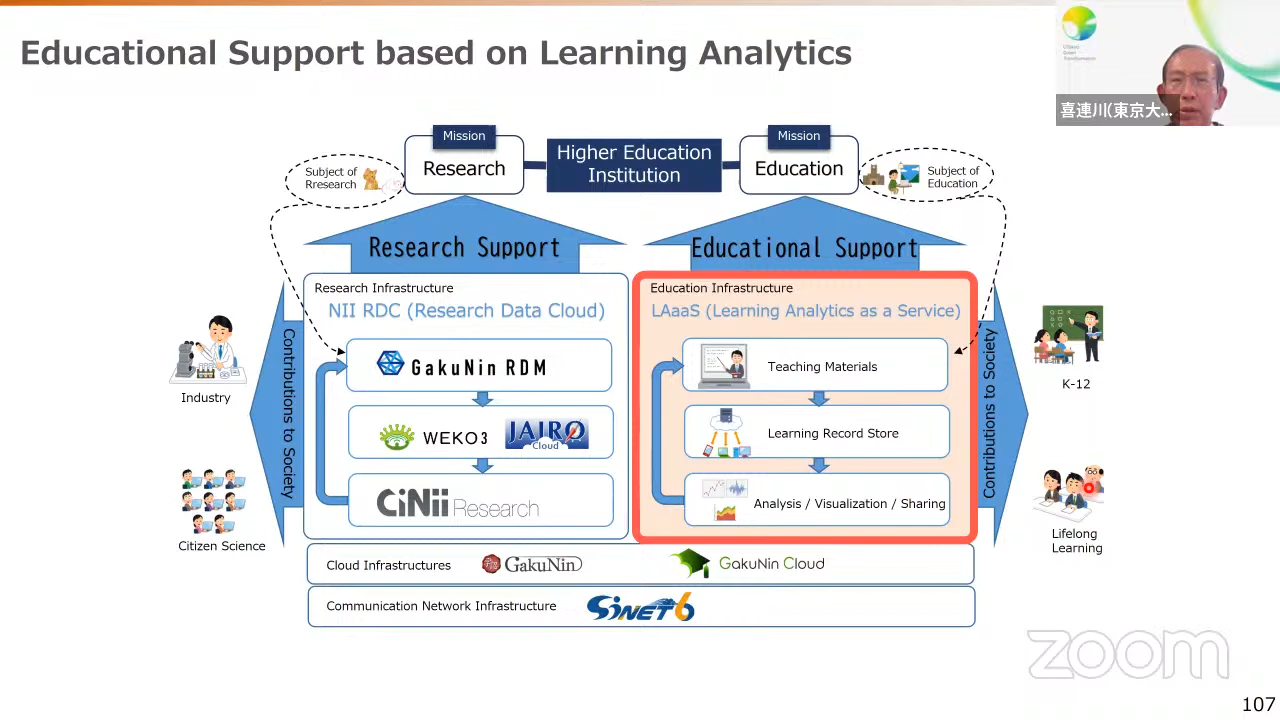 Educational Support based on Learning Analytics
喜連川(東京大...
Mission
Research
Higher Education
Institution
Mission
Education
Subject of
Rresearch
Subject of
Education
Research Support
Educational Support
Research Infrastructure
NII RDC (Research Data Cloud)
GakuNin RDM
WEKO3
JAIRO
Cloud
CiNii Research
Education Infrastructure
LAaaS (Learning Analytics as a Service)
Teaching Materials
Learning Record Store
Analysis / Visualization / Sharing
Contributions to Society
Contributions to Society
Industry
Citizen Science
K-12
Lifelong
Learning
Cloud Infrastructures
GakuNin
GakuNin Cloud
Communication Network Infrastructure
SINET6
zoom
107